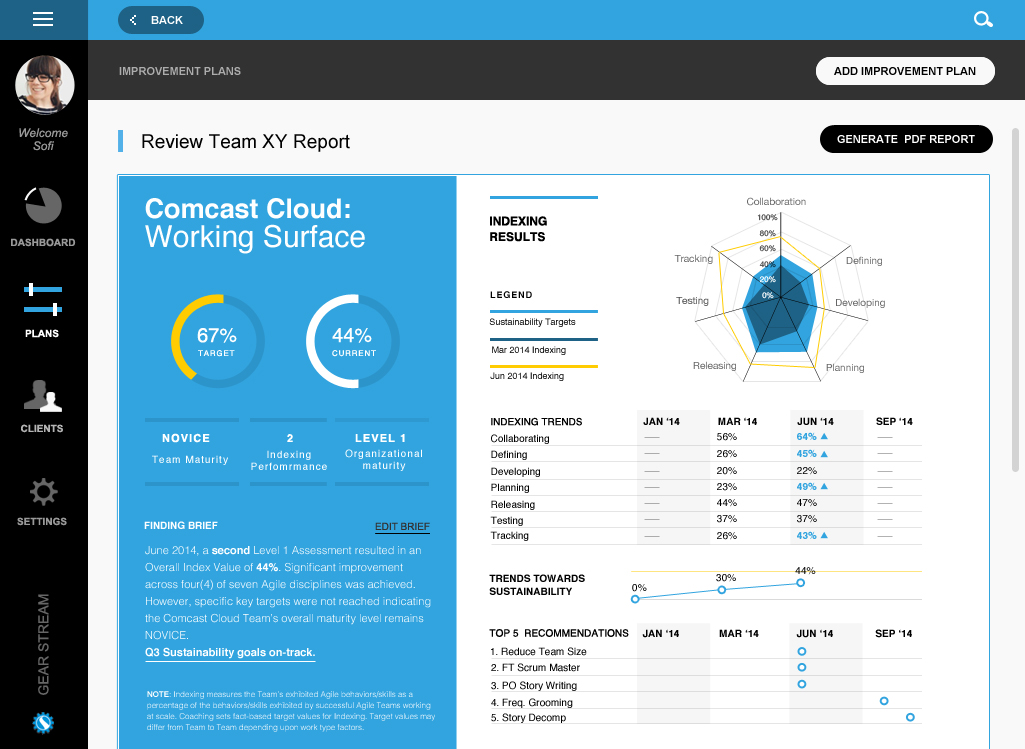 BACK
IMPROVEMENT PLANS
ADD IMPROVEMENT PLAN
Welcome
Sofi
DASHBOARD
PLANS
CLIENTS
SETTINGS
GEAR STREAM
Review Team XY Report
GENERATE PDF REPORT
Comcast Cloud:
Working Surface
67%
TARGET
44%
CURRENT
NOVICE
Team Maturity
2
Indexing
Perfomrmance
LEVEL 1
Organizational
maturity
FINDING BRIEF
EDIT BRIEF
June 2014, a second Level 1 Assessment resulted in an
Overall Index Value of 44%. Significant improvement
across four(4) of seven Agile disciplines was achieved.
However, specific key targets were not reached indicating
the Comcast Cloud Team's overall maturity level remains
NOVICE.
Q3 Sustainability goals on-track.
NOTE: Indexing measures the Team's exhibited Agile behaviors/skills as a
percentage of the behaviors/skills exhibited by successful Agile Teams working
at scale. Coaching sets fact-based target values for Indexing. Target values may
differ from Team to Team depending upon work type factors.
INDEXING
RESULTS
LEGEND
Sustainability Targets
Mar 2014 Indexing
Jun 2014 Indexing
Collaboration
100%
80%
60%
40%
20%
0%
Tracking
Defining
Testing
Developing
Releasing
Planning
INDEXING TRENDS JAN '14 MAR '14 JUN '14 SEP '14
Collaborating — 56% 64% ▲ —
Defining — 26% 45% ▲ —
Developing — 20% 22% —
Planning — 23% 49% ▲ —
Releasing — 44% 47% —
Testing — 37% 37% —
Tracking — 26% 43% ▲ —
TRENDS TOWARDS
SUSTAINABILITY
0% 30% 44%
TOP 5 RECOMMENDATIONS JAN '14 MAR '14 JUN '14 SEP '14
1. Reduce Team Size
2. FT Scrum Master
3. PO Story Writing
4. Freq. Grooming
5. Story Decomp